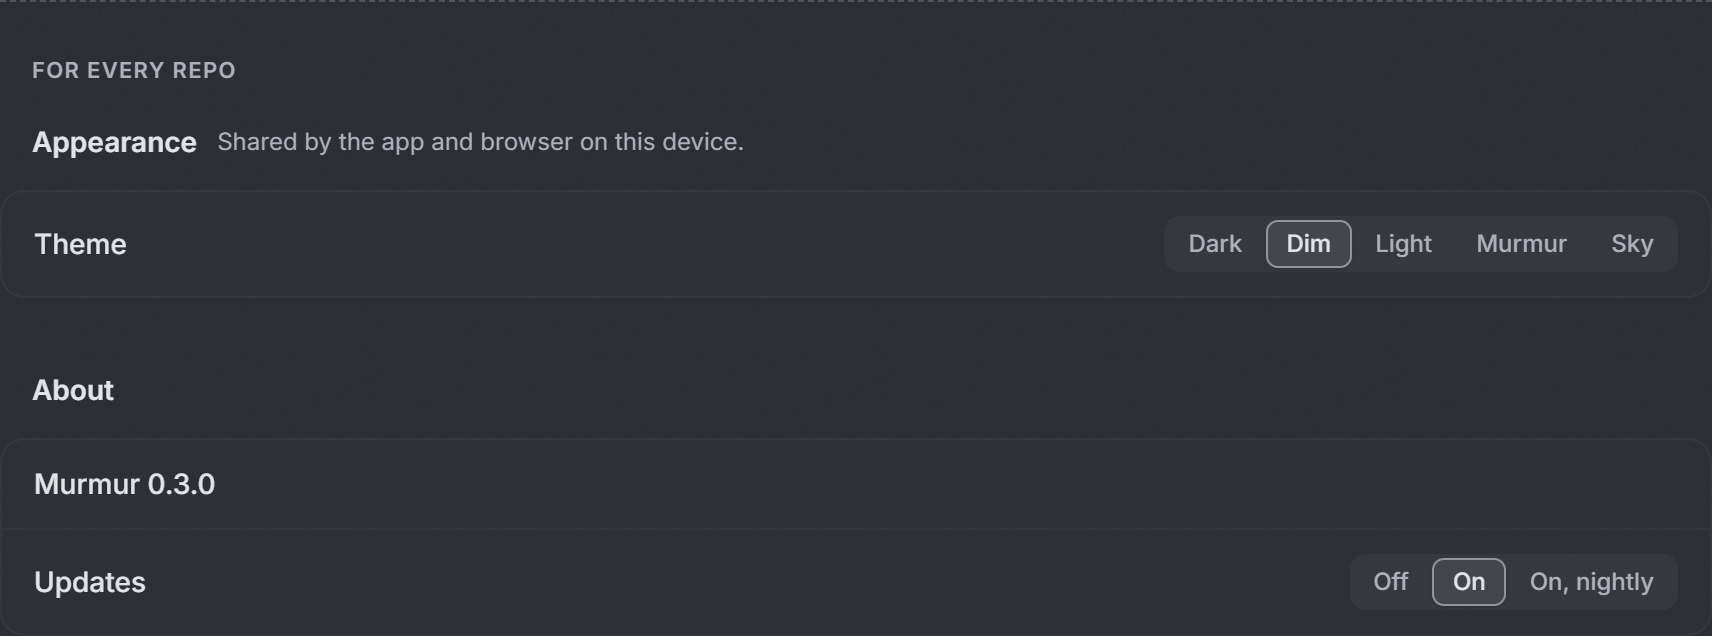 FOR EVERY REPO
Appearance Shared by the app and browser on this device.
Theme Dark Dim Light Murmur Sky
About
Murmur 0.3.0
Updates Off On On, nightly